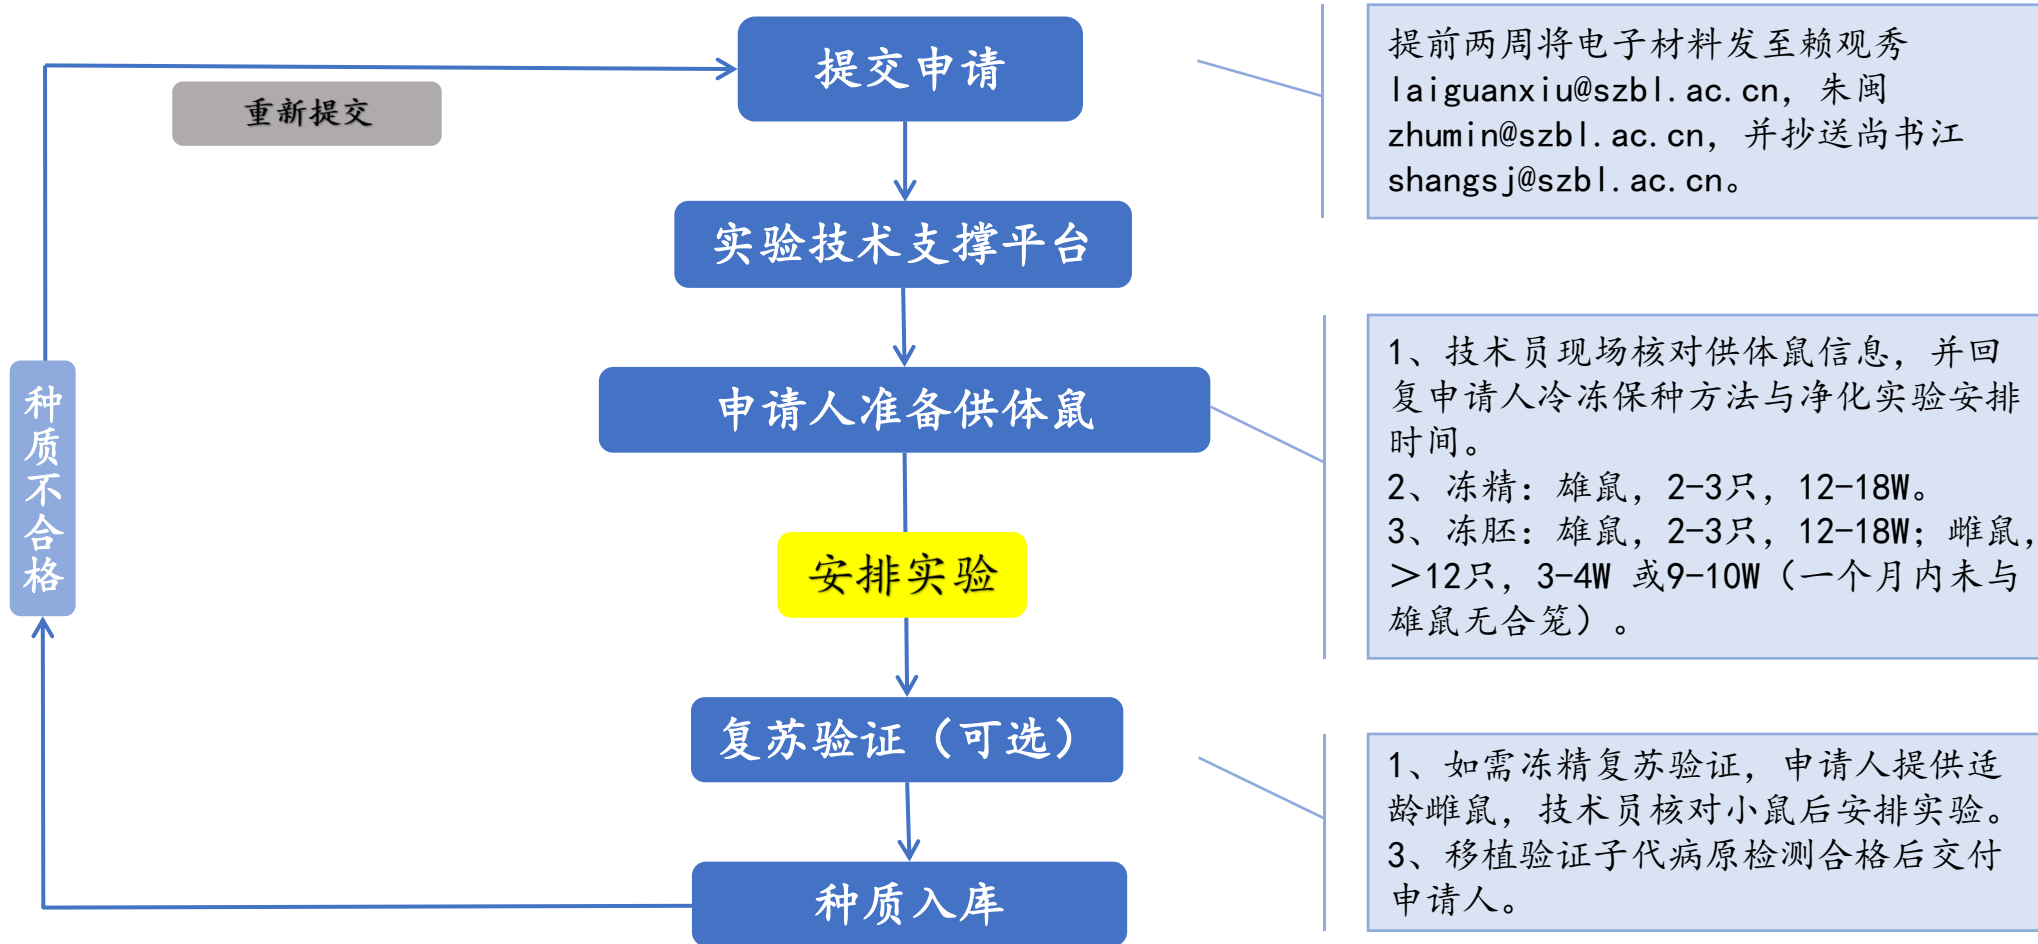 提交申请
重新提交
实验技术支撑平台
申请人准备供体鼠
安排实验
复苏验证（可选）
种质入库
种质不合格
提前两周将电子材料发至赖观秀
laiguanxiu@szbl.ac.cn，朱闽
zhumin@szbl.ac.cn，并抄送尚书江
shangsj@szbl.ac.cn。
1、技术员现场核对供体鼠信息，并回
复申请人冷冻保种方法与净化实验安排
时间。
2、冻精：雄鼠，2-3只，12-18W。
3、冻胚：雄鼠，2-3只，12-18W；雌鼠，
＞12只，3-4W 或9-10W（一个月内未与
雄鼠无合笼）。
1、如需冻精复苏验证，申请人提供适
龄雌鼠，技术员核对小鼠后安排实验。
3、移植验证子代病原检测合格后交付
申请人。